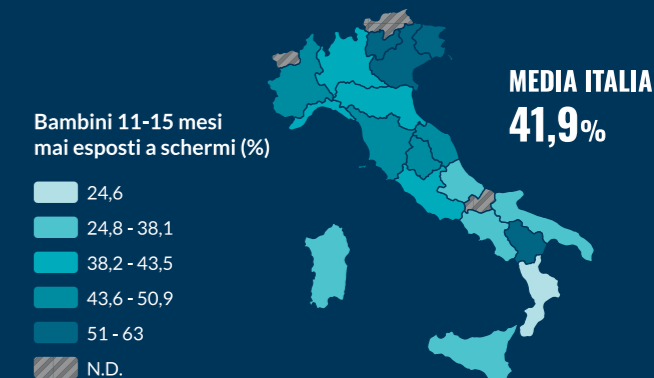 MEDIA ITALIA
41,9%
Bambini 11-15 mesi
mai esposti a schermi (%)
24,6
24,8 - 38,1
38,2 - 43,5
43,6 - 50,9
51 - 63
N.D.